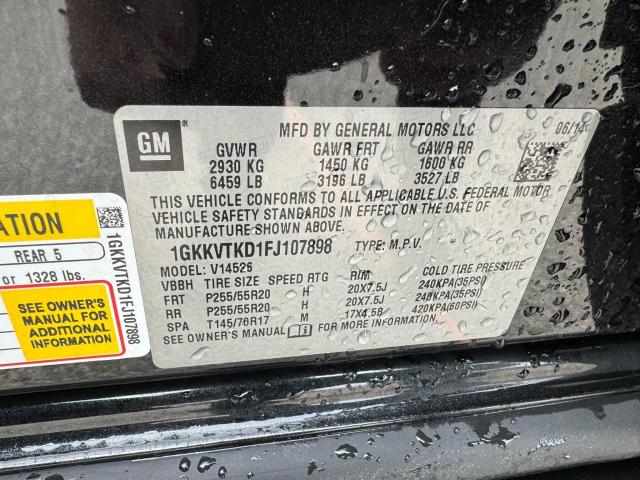 GM
MFD BY GENERAL MOTORS LLC
GVWR GAWR FRT GAWR RR
2930 KG 1450 KG 1600 KG
6459 LB 3196 LB 3527 LB
THIS VEHICLE CONFORMS TO ALL APPLICABLE U.S. FEDERAL MOTOR
VEHICLE SAFETY STANDARDS IN EFFECT ON THE DATE OF
MANUFACTURE SHOWN ABOVE.
1GKKVTKD1FJ107898 TYPE: M.P.V.
MODEL: V14526
VBBH TIRE SIZE SPEED RTG RIM COLD TIRE PRESSURE
FRT P255/55R20 H 20X7.5J 240KPA(35PSI)
RR P255/55R20 H 20X7.5J 240KPA(35PSI)
SPA T145/70R17 M 17X4.5B 420KPA(60PSI)
SEE OWNER'S MANUAL FOR MORE INFORMATION.
ATION
REAR 5
or 1328 lbs.
SEE OWNER'S
MANUAL FOR
ADDITIONAL
INFORMATION
1GKKVTKD1FJ107898